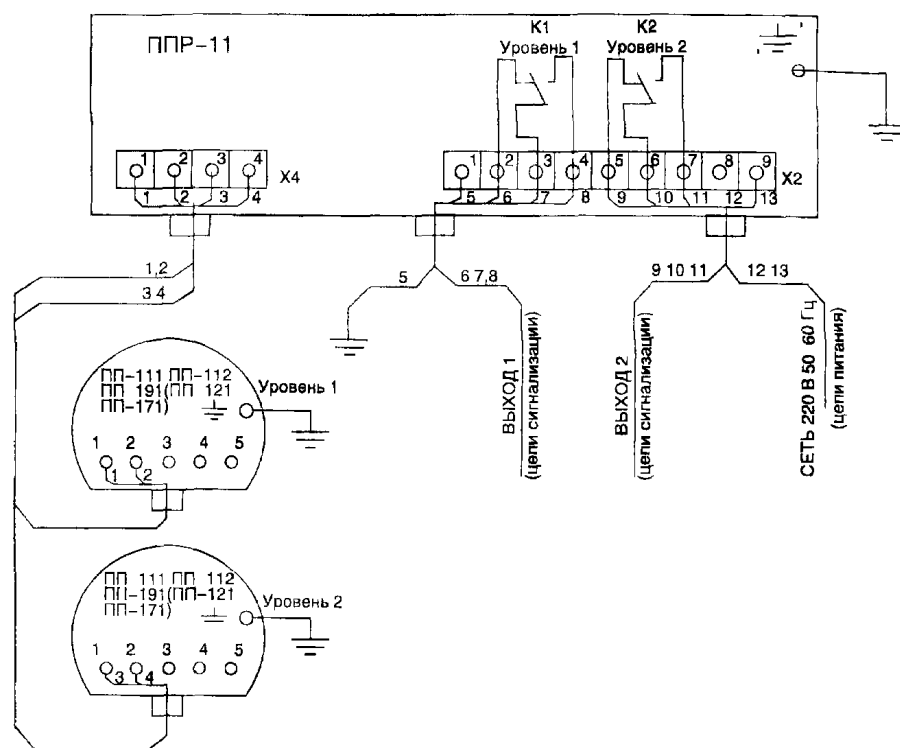 ППР-11
К1
Уровень 1
К2
Уровень 2
1 2 3 4
X4
1 2 3 4
1 2 3 4 5 6 7 8 9
X2
5 6 7 8 9 10 11 12 13
1,2
3 4
5
6 7,8
9 10 11
12 13
ВЫХОД 1
(цепи сигнализации)
ВЫХОД 2
(цепи сигнализации)
СЕТЬ 220 В 50 60 Гц
(цепи питания)
ПП-111 ПП-112
ПП 191(ПП 121
ПП-171)
Уровень 1
1 2 3 4 5
1 2
ПП 111 ПП 112
ПП-191(ПП-121
ПП-171)
Уровень 2
1 2 3 4 5
3 4